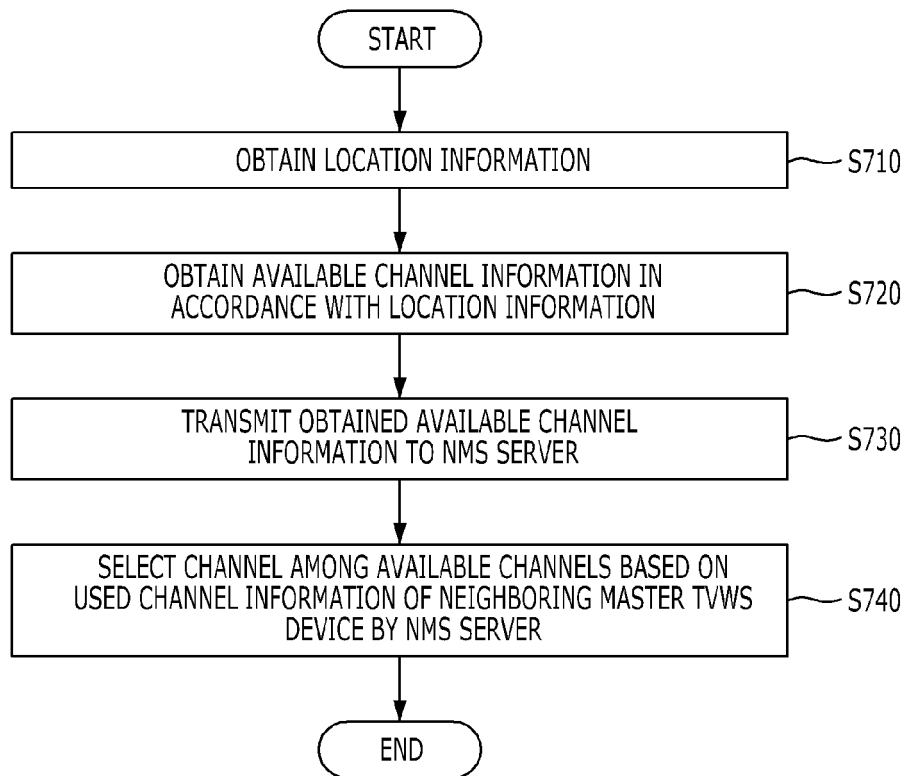 START
OBTAIN LOCATION INFORMATION
S710
OBTAIN AVAILABLE CHANNEL INFORMATION IN
ACCORDANCE WITH LOCATION INFORMATION
S720
TRANSMIT OBTAINED AVAILABLE CHANNEL
INFORMATION TO NMS SERVER
S730
SELECT CHANNEL AMONG AVAILABLE CHANNELS BASED ON
USED CHANNEL INFORMATION OF NEIGHBORING MASTER TVWS
DEVICE BY NMS SERVER
S740
END